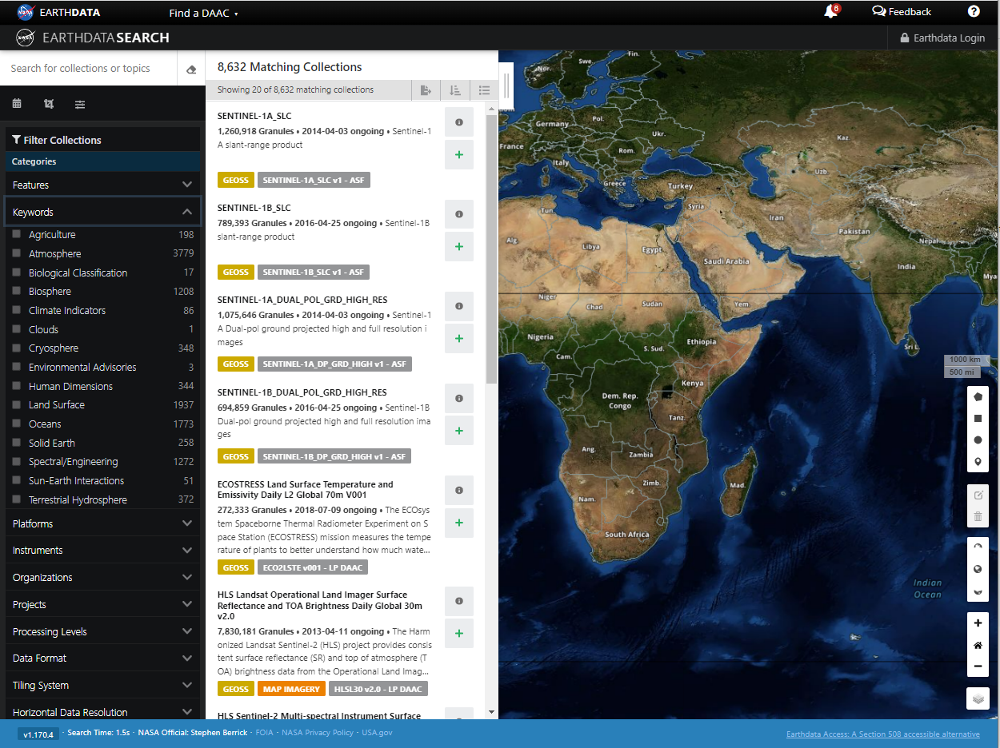 EARTHDATA
Find a DAAC
6
Feedback
?
EARTHDATA SEARCH
Earthdata Login
Search for collections or topics
Filter Collections
Categories
Features
Keywords
Agriculture 198
Atmosphere 3779
Biological Classification 17
Biosphere 1208
Climate Indicators 86
Clouds 1
Cryosphere 348
Environmental Advisories 3
Human Dimensions 344
Land Surface 1937
Oceans 1773
Solid Earth 258
Spectral/Engineering 1272
Sun-Earth Interactions 51
Terrestrial Hydrosphere 372
Platforms
Instruments
Organizations
Projects
Processing Levels
Data Format
Tiling System
Horizontal Data Resolution
8,632 Matching Collections
Showing 20 of 8,632 matching collections
SENTINEL-1A_SLC
1,260,918 Granules • 2014-04-03 ongoing • Sentinel-1
A slant-range product
GEOSS SENTINEL-1A_SLC v1 - ASF
SENTINEL-1B_SLC
789,393 Granules • 2016-04-25 ongoing • Sentinel-1B
slant-range product
GEOSS SENTINEL-1B_SLC v1 - ASF
SENTINEL-1A_DUAL_POL_GRD_HIGH_RES
1,075,646 Granules • 2014-04-03 ongoing • Sentinel-1
A Dual-pol ground projected high and full resolution i
mages
GEOSS SENTINEL-1A_DP_GRD_HIGH v1 - ASF
SENTINEL-1B_DUAL_POL_GRD_HIGH_RES
694,859 Granules • 2016-04-25 ongoing • Sentinel-1B
Dual-pol ground projected high and full resolution ima
ges
GEOSS SENTINEL-1B_DP_GRD_HIGH v1 - ASF
ECOSTRESS Land Surface Temperature and
Emissivity Daily L2 Global 70m V001
272,333 Granules • 2018-07-09 ongoing • The ECOsys
tem Spaceborne Thermal Radiometer Experiment on S
pace Station (ECOSTRESS) mission measures the tempe
rature of plants to better understand how much wate...
GEOSS ECO2LSTE v001 - LP DAAC
HLS Landsat Operational Land Imager Surface
Reflectance and TOA Brightness Daily Global 30m
v2.0
7,830,181 Granules • 2013-04-11 ongoing • The Harm
onized Landsat Sentinel-2 (HLS) project provides consis
tent surface reflectance (SR) and top of atmosphere (T
OA) brightness data from the Operational Land Imag...
GEOSS MAP IMAGERY HLSL30 v2.0 - LP DAAC
HLS Sentinel-2 Multi-spectral Instrument Surface
Fin.
Swe.
Nor.
Germany
Pol.
Ukr.
Kaz
France
Rom.
Italy
Uzb
Greece
Turkey
Tun.
Syria
Iran
Pakistan
Nepal
Alg.
Libya
Egypt
Saudi Arabia
India
Mya
Niger
Chad
Sudan
Yem.
Nigeria
Ethiopia
S. Sud.
Cam.
Sri L.
1000 km
500 mi
Kenya
Dem. Rep.
Congo
Tanz.
Ang.
Zambia
Zimb.
Mad.
Nam.
South Africa
Indian
Ocean
v1.170.4 · Search Time: 1.5s · NASA Official: Stephen Berrick · FOIA · NASA Privacy Policy · USA.gov
Earthdata Access: A Section 508 accessible alternative